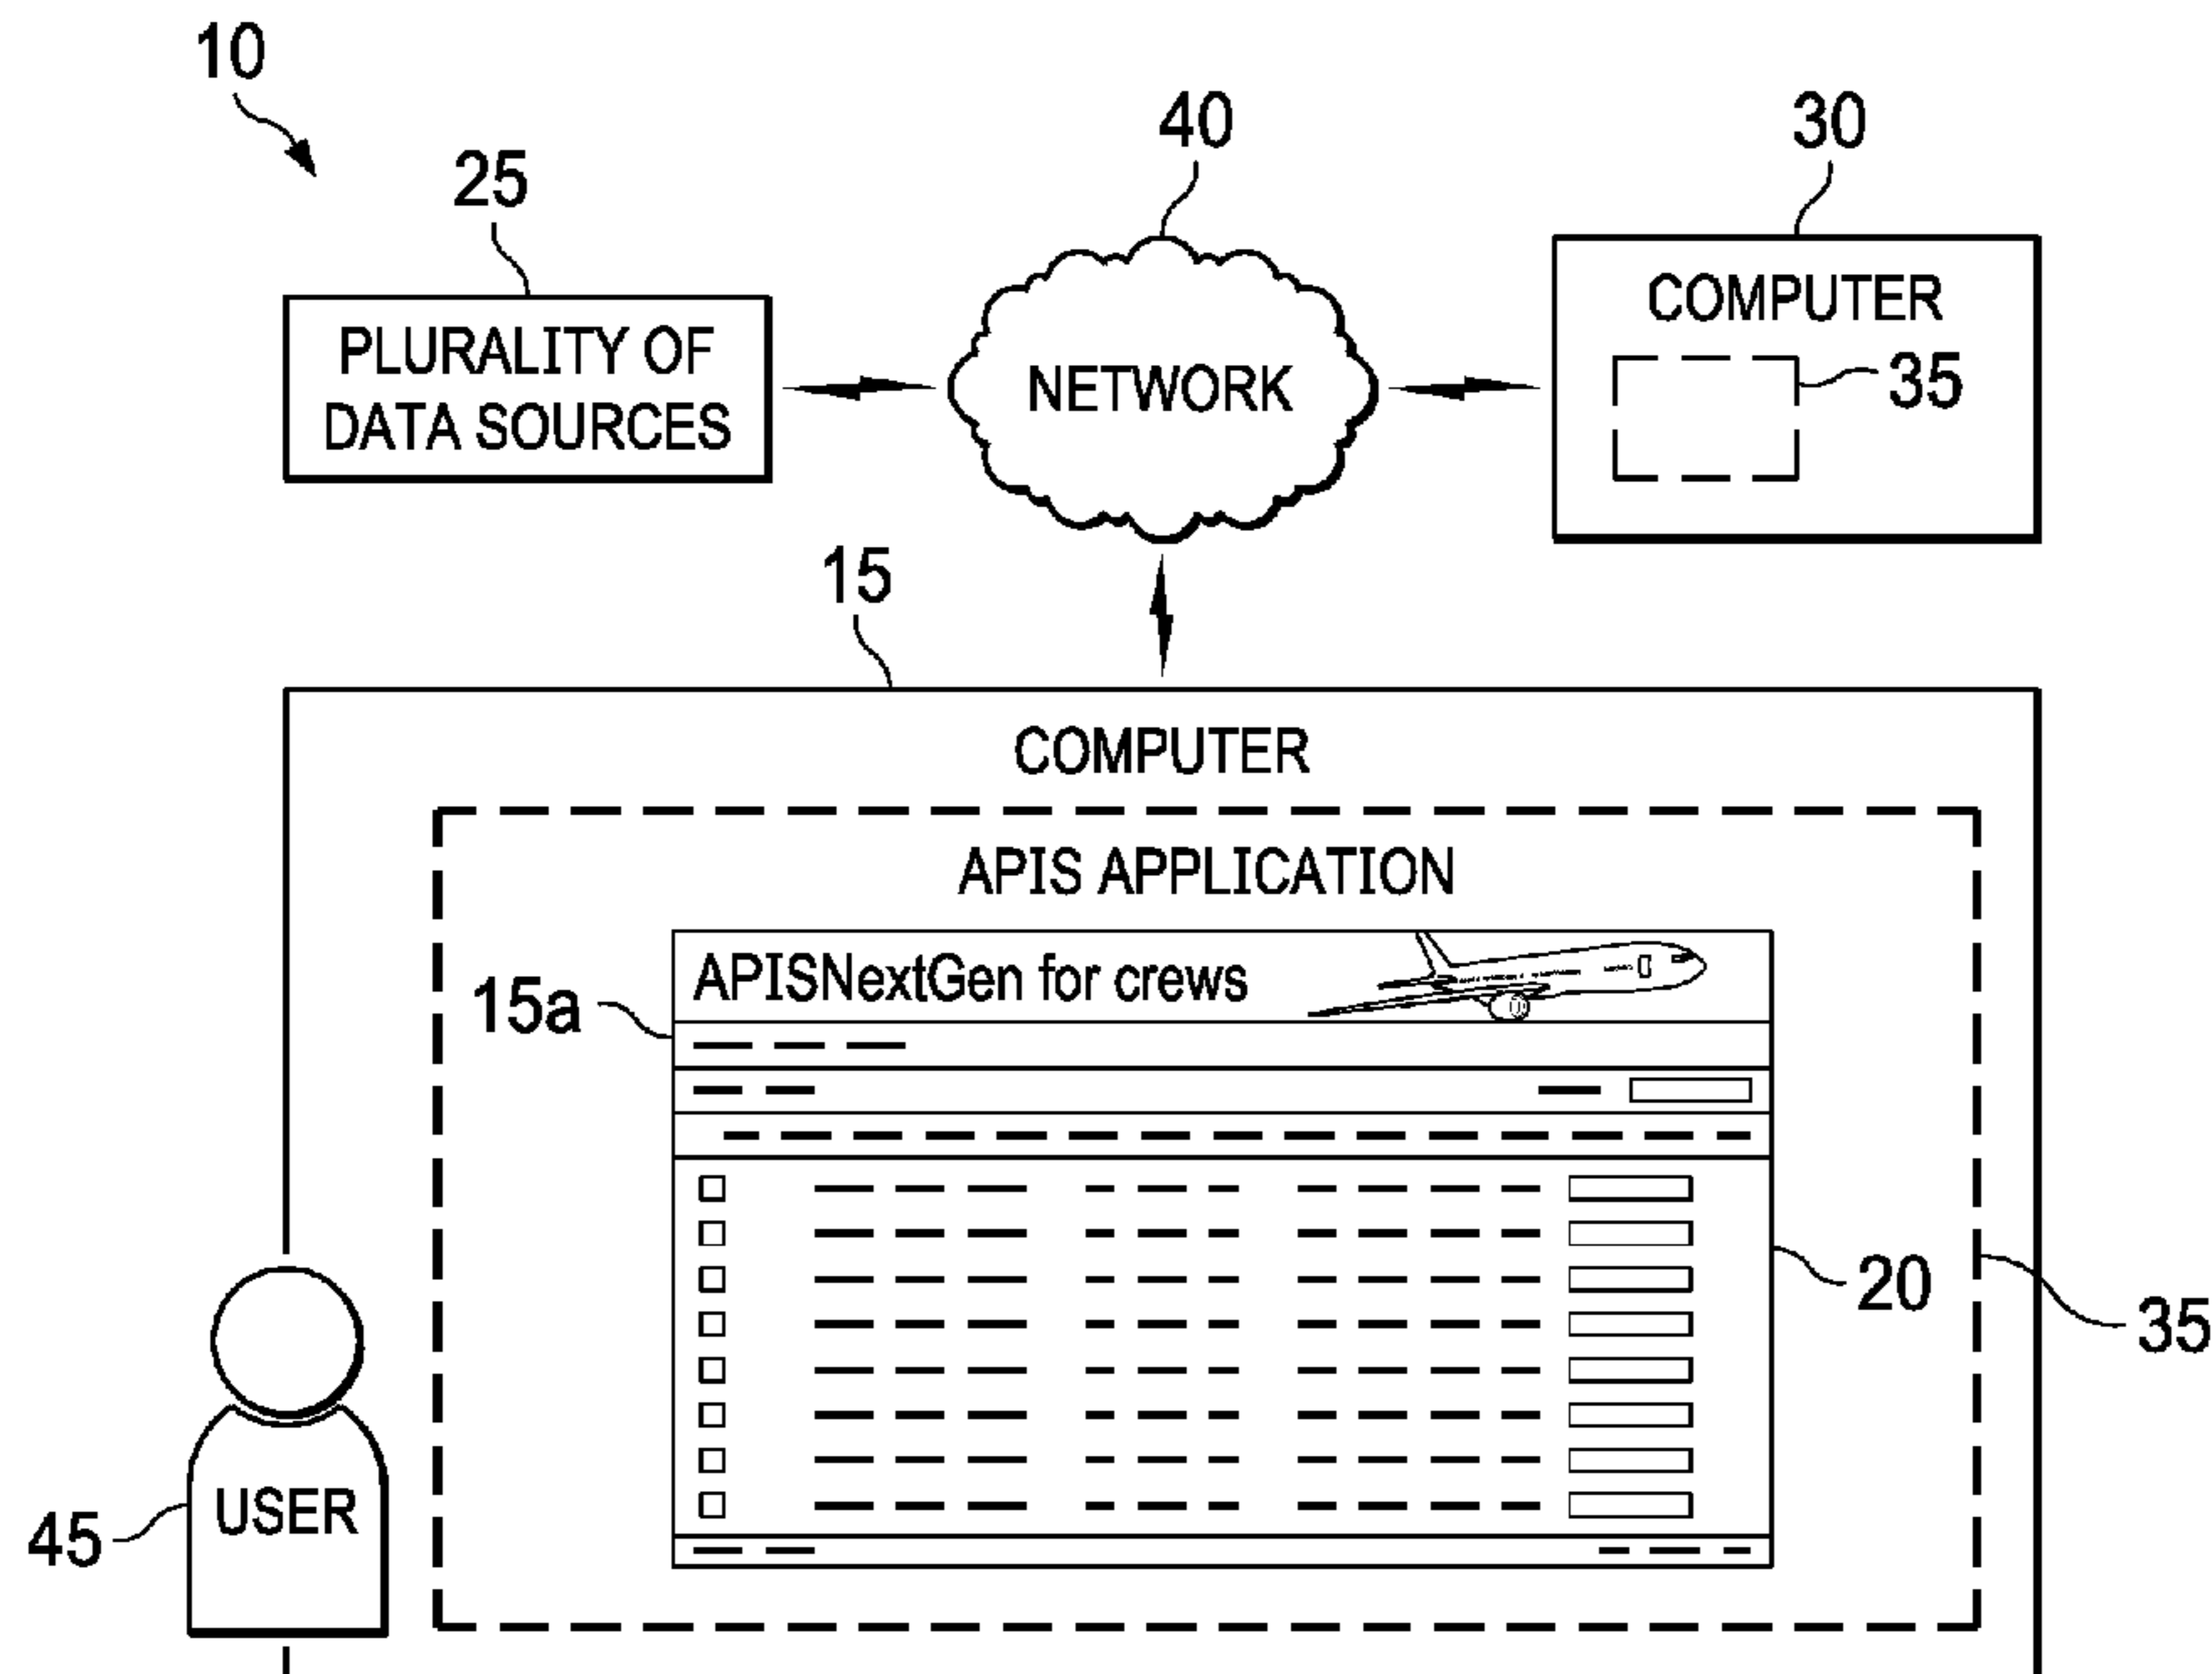 10
40
30
25
PLURALITY OF
DATA SOURCES
NETWORK
COMPUTER
35
15
COMPUTER
APIS APPLICATION
15a
APISNextGen for crews
20
35
45
USER